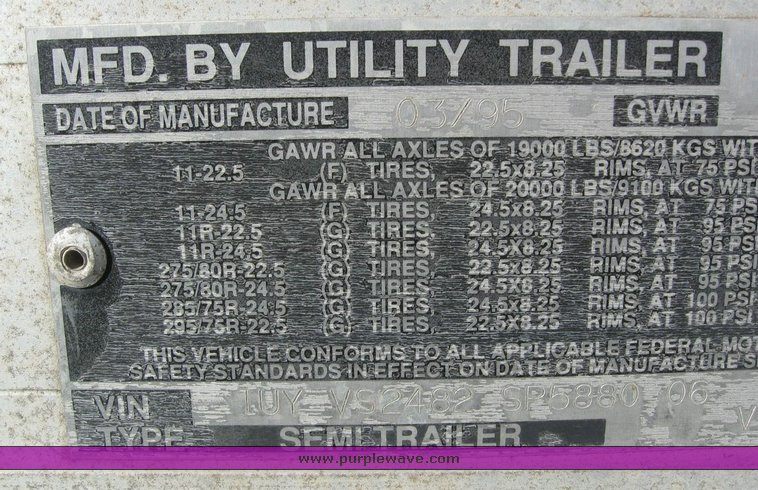 MFD. BY UTILITY TRAILER
DATE OF MANUFACTURE 03/95 GVWR
GAWR ALL AXLES OF 19000 LBS/8620 KGS WIT
11-22.5 (F) TIRES, 22.5x8.25 RIMS, AT 75 PSI
GAWR ALL AXLES OF 20000 LBS/9100 KGS WIT
11-24.5 (F) TIRES, 24.5x8.25 RIMS, AT 75 PS
11R-22.5 (G) TIRES, 22.5x8.25 RIMS, AT 95 PS
11R-24.5 (G) TIRES, 24.5x8.25 RIMS, AT 95 PS
275/80R-22.5 (G) TIRES, 22.5x8.25 RIMS, AT 95 PS
275/80R-24.5 (G) TIRES, 24.5x8.25 RIMS, AT 95 PS
285/75R-24.5 (G) TIRES, 24.5x8.25 RIMS, AT 100 PSI
295/75R-22.5 (G) TIRES, 22.5x8.25 RIMS, AT 100 PSI
THIS VEHICLE CONFORMS TO ALL APPLICABLE FEDERAL MOT
SAFETY STANDARDS IN EFFECT ON DATE OF MANUFACTURE S
VIN 1UY VS2482 SP5880 06
TYPE SEMITRAILER V
www.purplewave.com